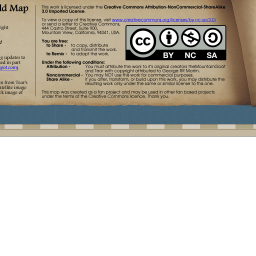 ld Map
This work is licensed under the Creative Commons Attribution-NonCommercial-ShareAlike
3.0 Unported License.
To view a copy of this license, visit www.creativecommons.org/licenses/by-nc-sa/3.0/
or send a letter to Creative Commons,
444 Castro Street, Suite 900,
Mountain View, California, 94041, USA.
You are free:
to Share - to copy, distribute
and transmit the work
to Remix - to adapt the work.
cc
BY NC SA
Under the following conditions:
Attribution - You must attribute the work to it's original creators
and Tear with copyright attributed to George RR Martin.
Noncommercial - You may NOT use this work for commercial purposes.
Share Alike - If you alter, transform, or build upon this work, you may distribute the
resulting work only under the same or similar license to this one.
This map was created as a fan project and may be used in other fan based projects
under the terms of the Creative Commons licence. Thank you.
updates to